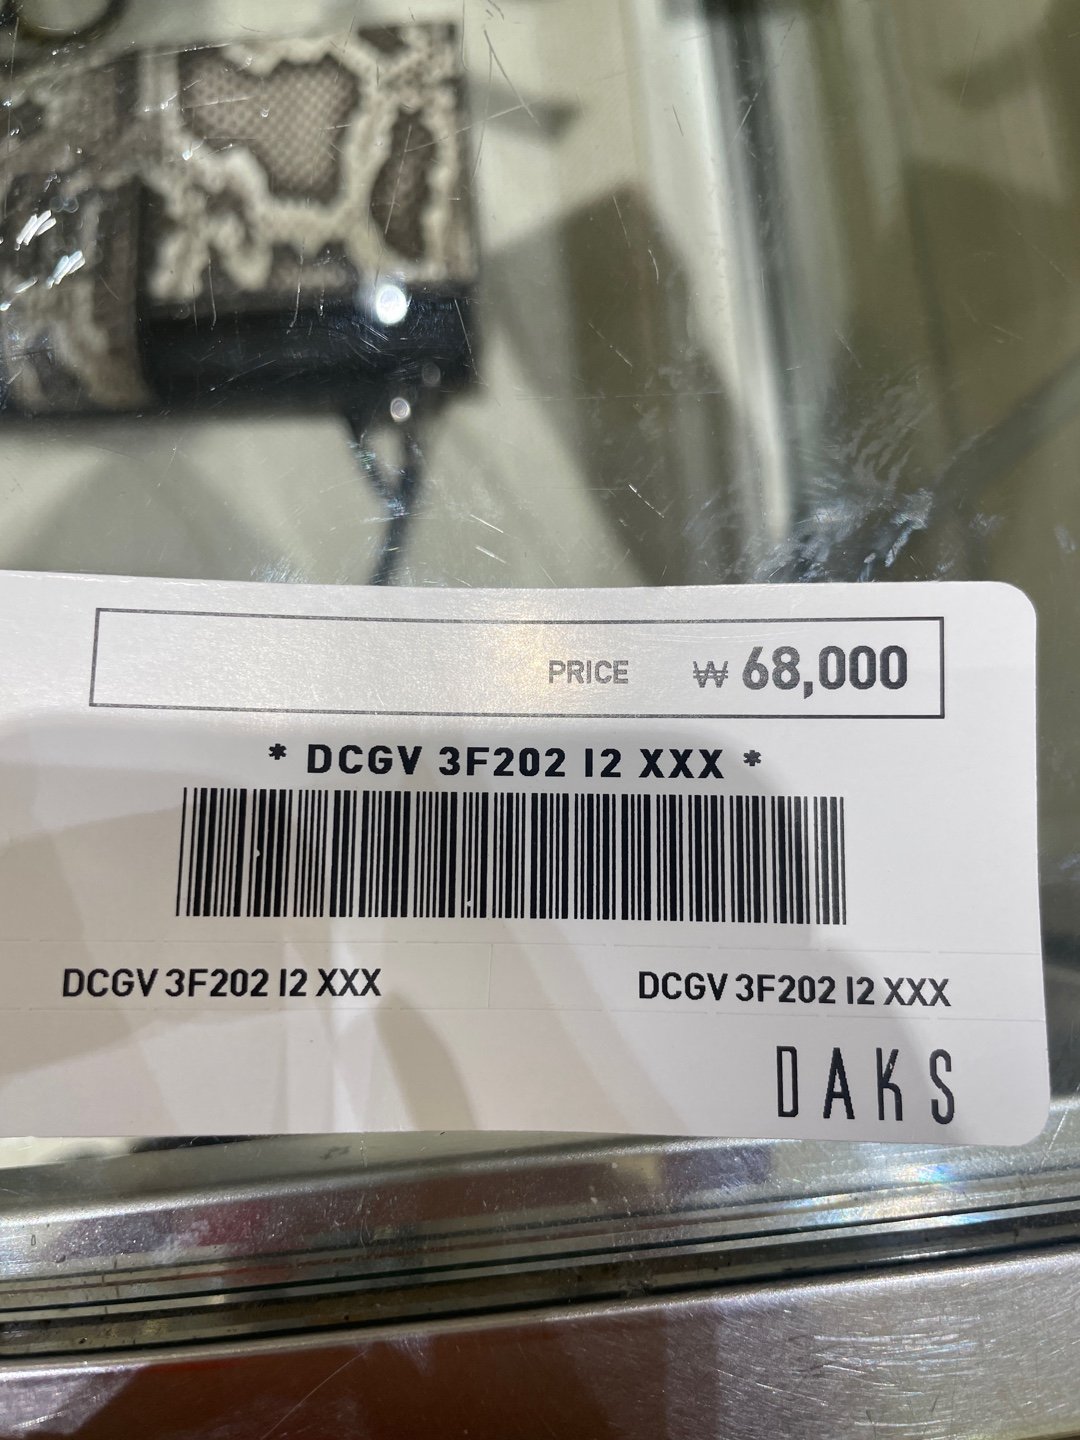 PRICE ₩ 68,000
* DCGV 3F202 I2 XXX *
DCGV 3F202 I2 XXX DCGV 3F202 I2 XXX
DAKS